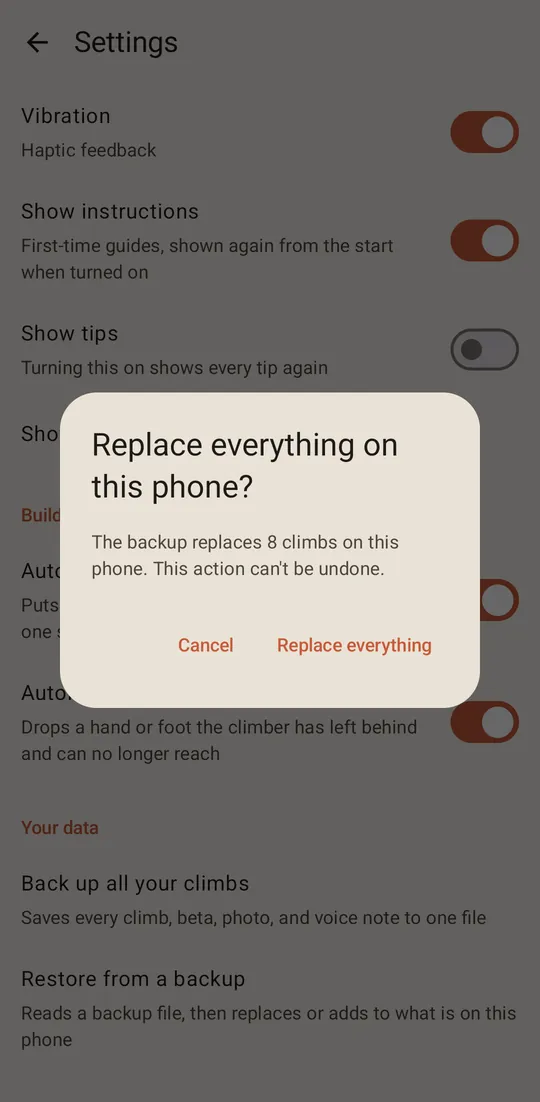 Settings
Vibration
Haptic feedback
Show instructions
First-time guides, shown again from the start
when turned on
Show tips
Turning this on shows every tip again
Replace everything on
this phone?
The backup replaces 8 climbs on this
phone. This action can't be undone.
Cancel Replace everything
Puts
Drops a hand or foot the climber has left behind
and can no longer reach
Your data
Back up all your climbs
Saves every climb, beta, photo, and voice note to one file
Restore from a backup
Reads a backup file, then replaces or adds to what is on this
phone